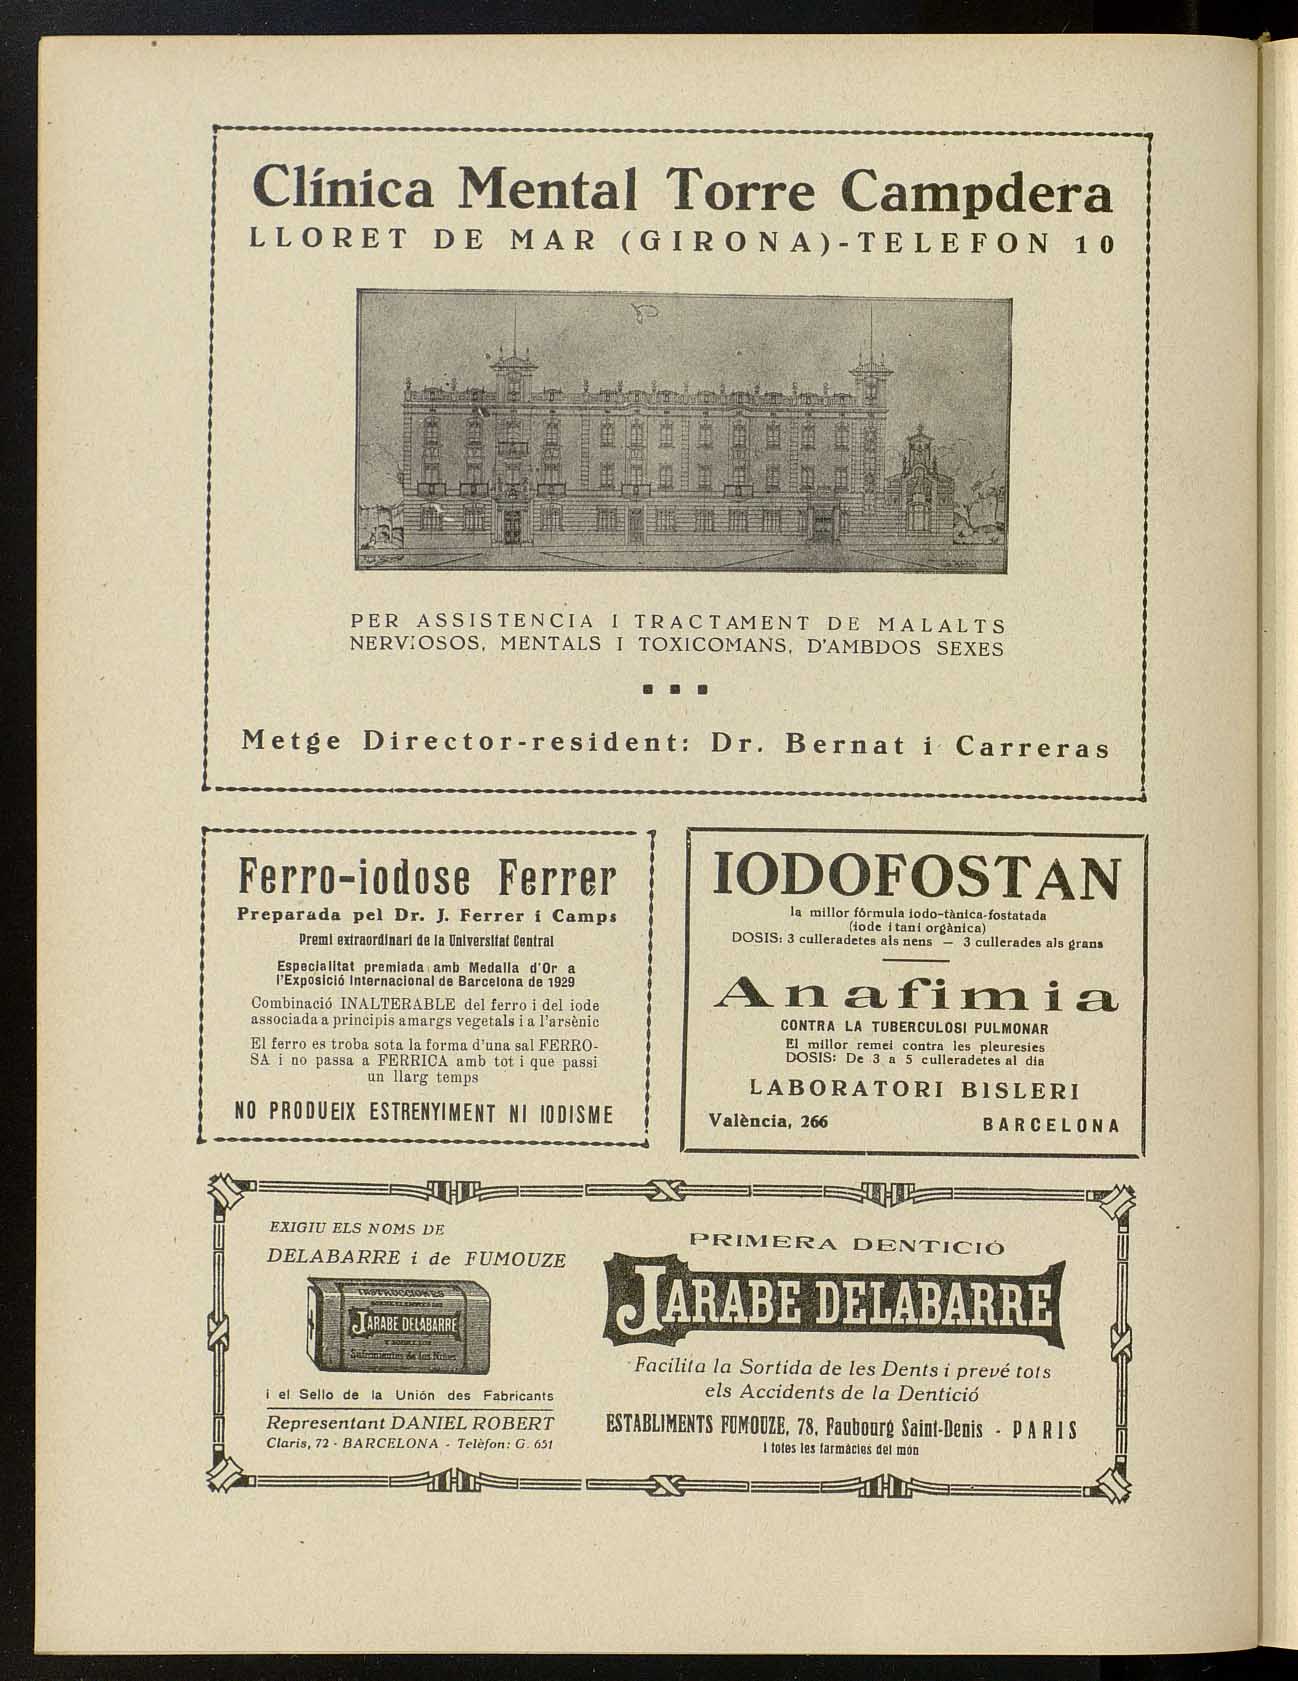 Clínica Mental Torre Campdera
LLORET DE MAR (GIRONA)-TELEFON 10
PER ASSISTENCIA I TRACTAMENT DE MALALTS
NERVIOSOS, MENTALS I TOXICOMANS, D'AMBDOS SEXES
Metge Director-resident: Dr. Bernat i Carreras
Ferro-iodose Ferrer
Preparada pel Dr. J. Ferrer i Camps
Premi extraordinari de la Universitat Central
Especialitat premiada amb Medalla d'Or a
l'Exposició Internacional de Barcelona de 1929
Combinació INALTERABLE del ferro i del iode
associada a principis amargs vegetals i a l'arsènic
El ferro es troba sota la forma d'una sal FERRO-
SA i no passa a FERRICA amb tot i que passi
un llarg temps
NO PRODUEIX ESTRENYIMENT NI IODISME
IODOFOSTAN
la millor fórmula iodo-tànica-fostatada
(iode i tani orgànica)
DOSIS: 3 culleradetes als nens — 3 cullerades als grans
Anafimia
CONTRA LA TUBERCULOSI PULMONAR
El millor remei contra les pleuresies
DOSIS: De 3 a 5 culleradetes al dia
LABORATORI BISLERI
València, 266 BARCELONA
EXIGIU ELS NOMS DE
DELABARRE i de FUMOUZE
INSTRUCCIONES
JARABE DELABARRE
Sufrimientos de los Niños
i el Sello de la Unión des Fabricants
Representant DANIEL ROBERT
Claris, 72 - BARCELONA - Telèfon: G. 651
PRIMERA DENTICIÓ
JARABE DELABARRE
Facilita la Sortida de les Dents i prevé tots
els Accidents de la Dentició
ESTABLIMENTS FUMOUZE, 78, Faubourg Saint-Denis - PARIS
i totes les farmàcies del món